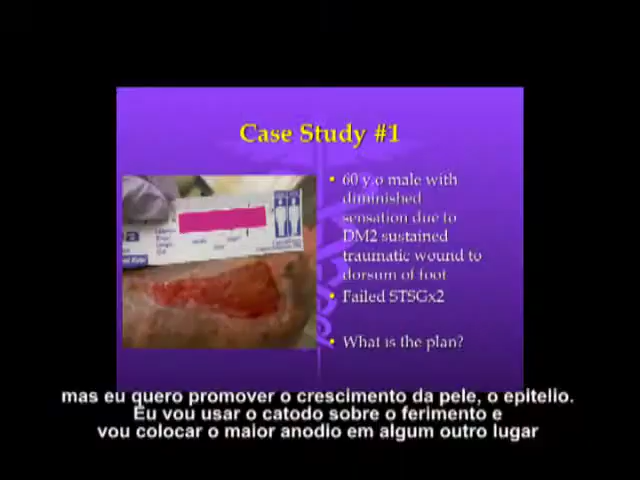 Case Study #1
• 60 y.o male with
diminished
sensation due to
DM2 sustained
traumatic wound to
dorsum of foot
• Failed STSGx2
• What is the plan?
mas eu quero promover o crescimento da pele, o epitelio.
Eu vou usar o catodo sobre o ferimento e
vou colocar o maior anodio em algum outro lugar